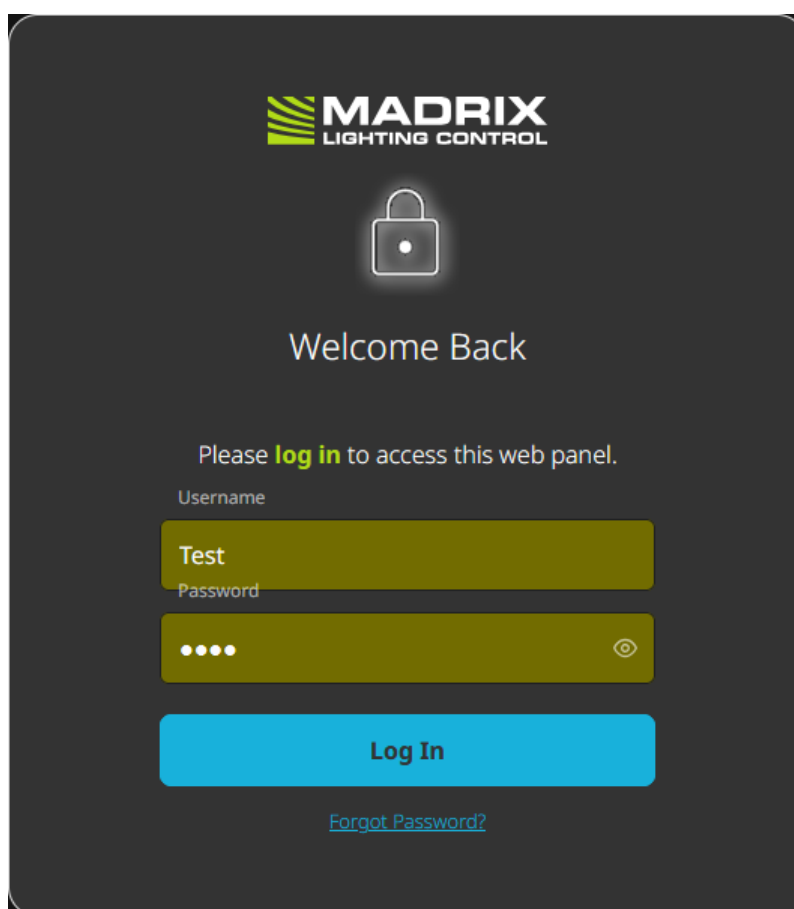 MADRIX
LIGHTING CONTROL
Welcome Back
Please log in to access this web panel.
Username
Test
Password
••••
Log In
Forgot Password?